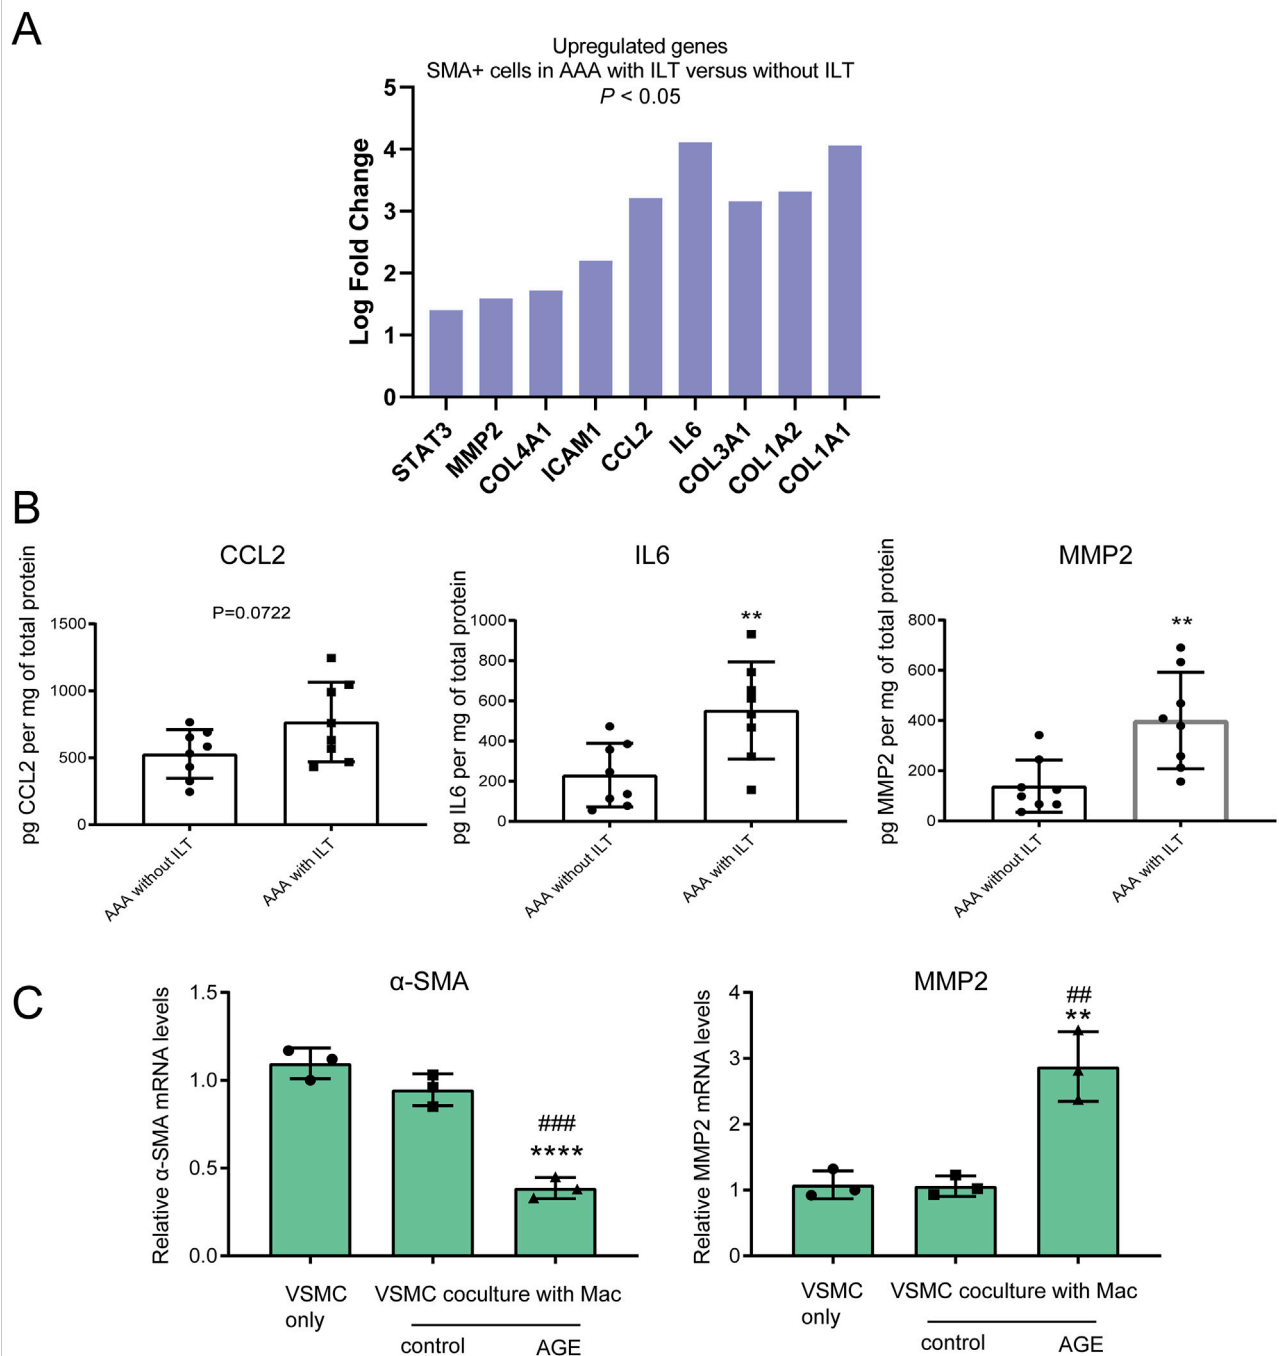 A
Upregulated genes
SMA+ cells in AAA with ILT versus without ILT
P < 0.05
Log Fold Change
5
4
3
2
1
0
STAT3
MMP2
COL4A1
ICAM1
CCL2
IL6
COL3A1
COL1A2
COL1A1
B
CCL2
P=0.0722
pg CCL2 per mg of total protein
1500
1000
500
0
AAA without ILT
AAA with ILT
IL6
**
pg IL6 per mg of total protein
1000
800
600
400
200
0
AAA without ILT
AAA with ILT
MMP2
**
pg MMP2 per mg of total protein
800
600
400
200
0
AAA without ILT
AAA with ILT
C
α-SMA
Relative α-SMA mRNA levels
1.5
1.0
0.5
0.0
###
****
VSMC
only
VSMC coculture with Mac
control
AGE
MMP2
Relative MMP2 mRNA levels
4
3
2
1
0
##
**
VSMC
only
VSMC coculture with Mac
control
AGE